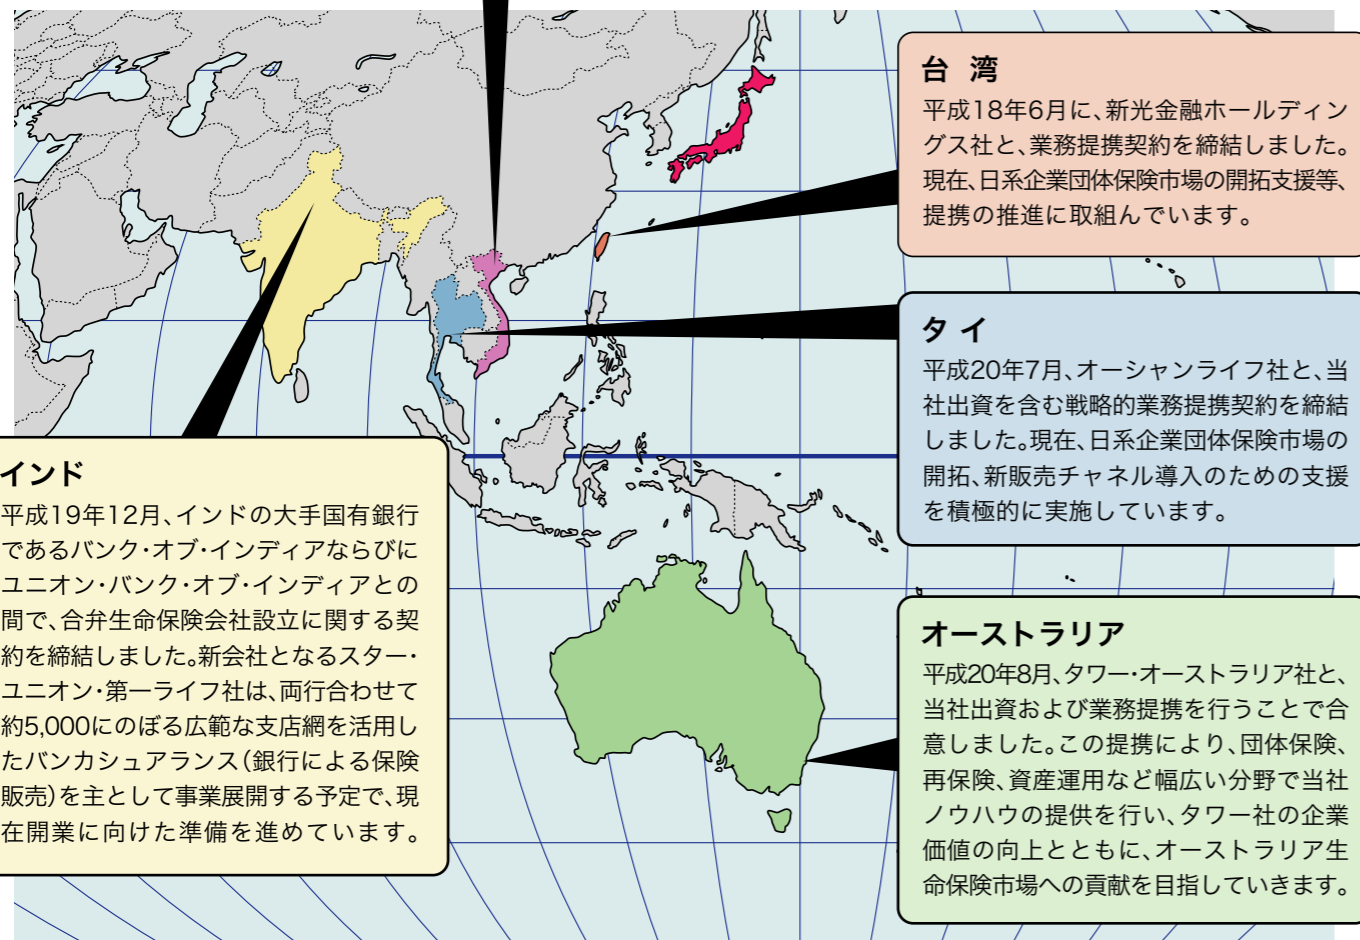 台 湾
平成18年6月に、新光金融ホールディン
グス社と、業務提携契約を締結しました。
現在、日系企業団体保険市場の開拓支援等、
提携の推進に取組んでいます。
タ イ
平成20年7月、オーシャンライフ社と、当
社出資を含む戦略的業務提携契約を締結
しました。現在、日系企業団体保険市場の
開拓、新販売チャネル導入のための支援
を積極的に実施しています。
インド
平成19年12月、インドの大手国有銀行
であるバンク・オブ・インディアならびに
ユニオン・バンク・オブ・インディアとの
間で、合弁生命保険会社設立に関する契
約を締結しました。新会社となるスター・
ユニオン・第一ライフ社は、両行合わせて
約5,000にのぼる広範な支店網を活用し
たバンカシュアランス（銀行による保険
販売）を主として事業展開する予定で、現
在開業に向けた準備を進めています。
オーストラリア
平成20年8月、タワー・オーストラリア社と、
当社出資および業務提携を行うことで合
意しました。この提携により、団体保険、
再保険、資産運用など幅広い分野で当社
ノウハウの提供を行い、タワー社の企業
価値の向上とともに、オーストラリア生
命保険市場への貢献を目指していきます。